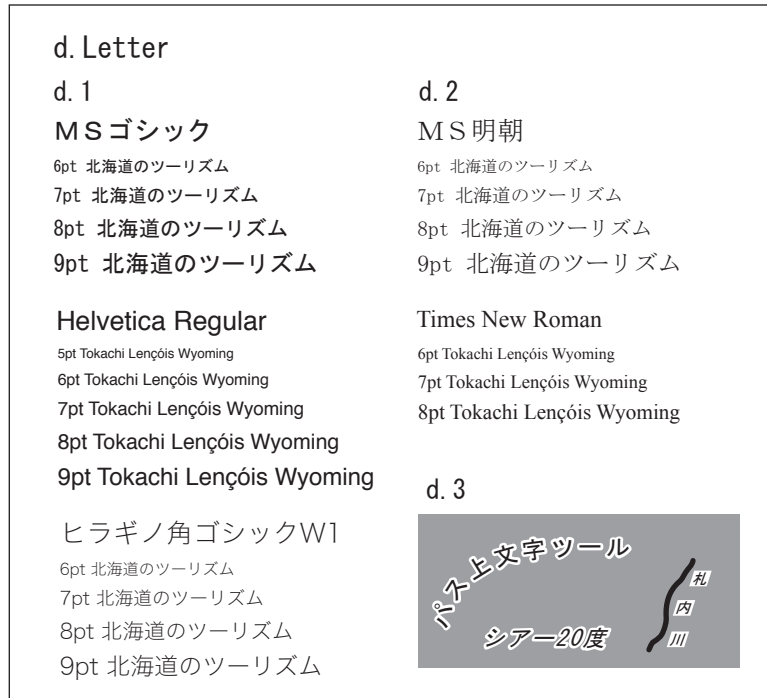 d. Letter
d. 1
MSゴシック
6pt 北海道のツーリズム
7pt 北海道のツーリズム
8pt 北海道のツーリズム
9pt 北海道のツーリズム
Helvetica Regular
5pt Tokachi Lençóis Wyoming
6pt Tokachi Lençóis Wyoming
7pt Tokachi Lençóis Wyoming
8pt Tokachi Lençóis Wyoming
9pt Tokachi Lençóis Wyoming
ヒラギノ角ゴシックW1
6pt 北海道のツーリズム
7pt 北海道のツーリズム
8pt 北海道のツーリズム
9pt 北海道のツーリズム
d. 2
MS明朝
6pt 北海道のツーリズム
7pt 北海道のツーリズム
8pt 北海道のツーリズム
9pt 北海道のツーリズム
Times New Roman
6pt Tokachi Lençóis Wyoming
7pt Tokachi Lençóis Wyoming
8pt Tokachi Lençóis Wyoming
d. 3
パス上文字ツール
シアー20度
札内川